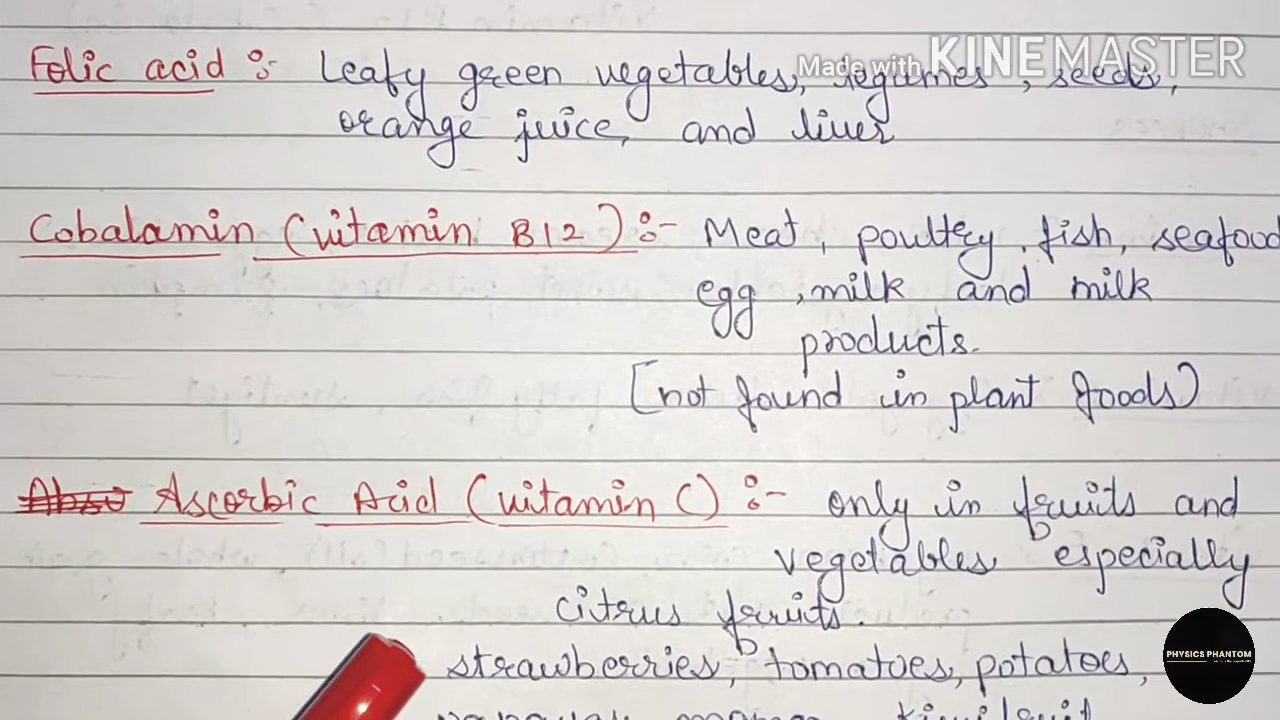 Folic acid :- Leafy green vegetables, legumes, seeds,
Made with KINEMASTER
orange juice, and liver
Cobalamin (vitamin B12) :- Meat, poultry, fish, seafood
egg, milk and milk
products.
[not found in plant foods)
Ascorbic Acid (vitamin C) :- only in fruits and
vegetables especially
citrus fruits.
strawberries, tomatoes, potatoes,
PHYSICS PHANTOM